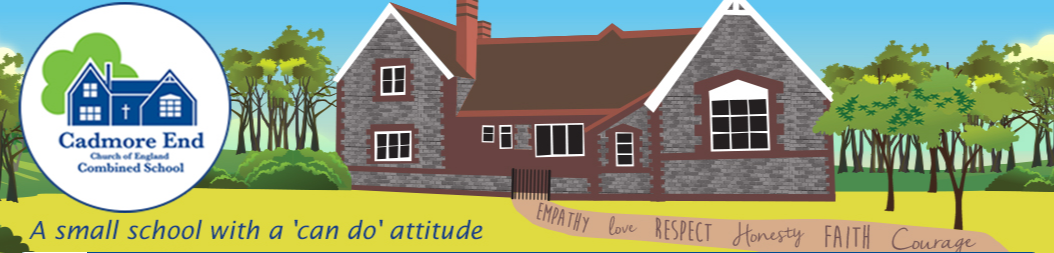 Cadmore End
Church of England
Combined School
A small school with a 'can do' attitude
EMPATHY love RESPECT Honesty FAITH Courage